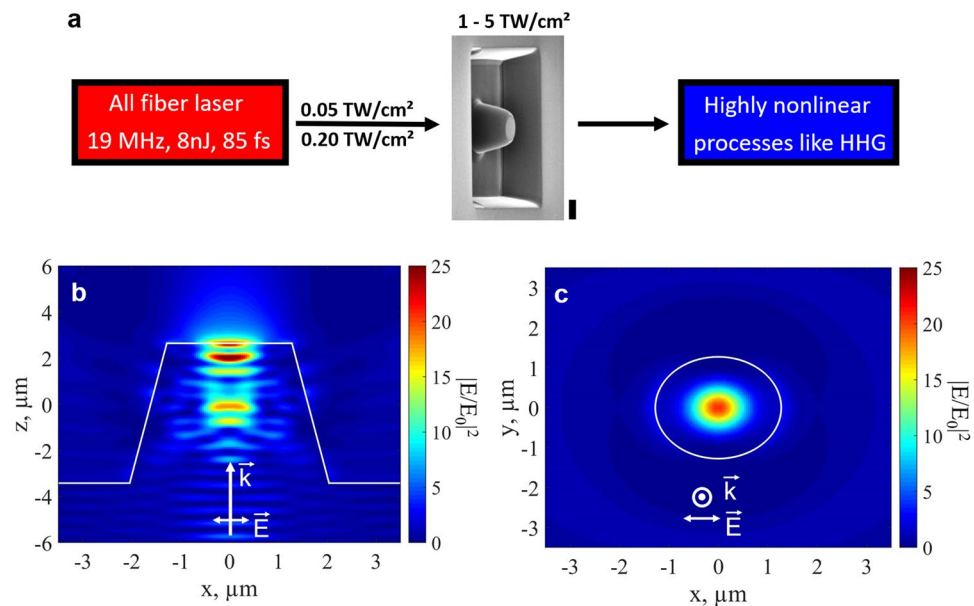 a
1 - 5 TW/cm²
All fiber laser
19 MHz, 8nJ, 85 fs
0.05 TW/cm²
0.20 TW/cm²
Highly nonlinear
processes like HHG
b
6
4
2
0
-2
-4
-6
z, µm
-3 -2 -1 0 1 2 3
x, µm
k
E
25
20
15
10
5
0
|E/E₀|²
c
3
2
1
0
-1
-2
-3
y, µm
-3 -2 -1 0 1 2 3
x, µm
k
E
25
20
15
10
5
0
|E/E₀|²